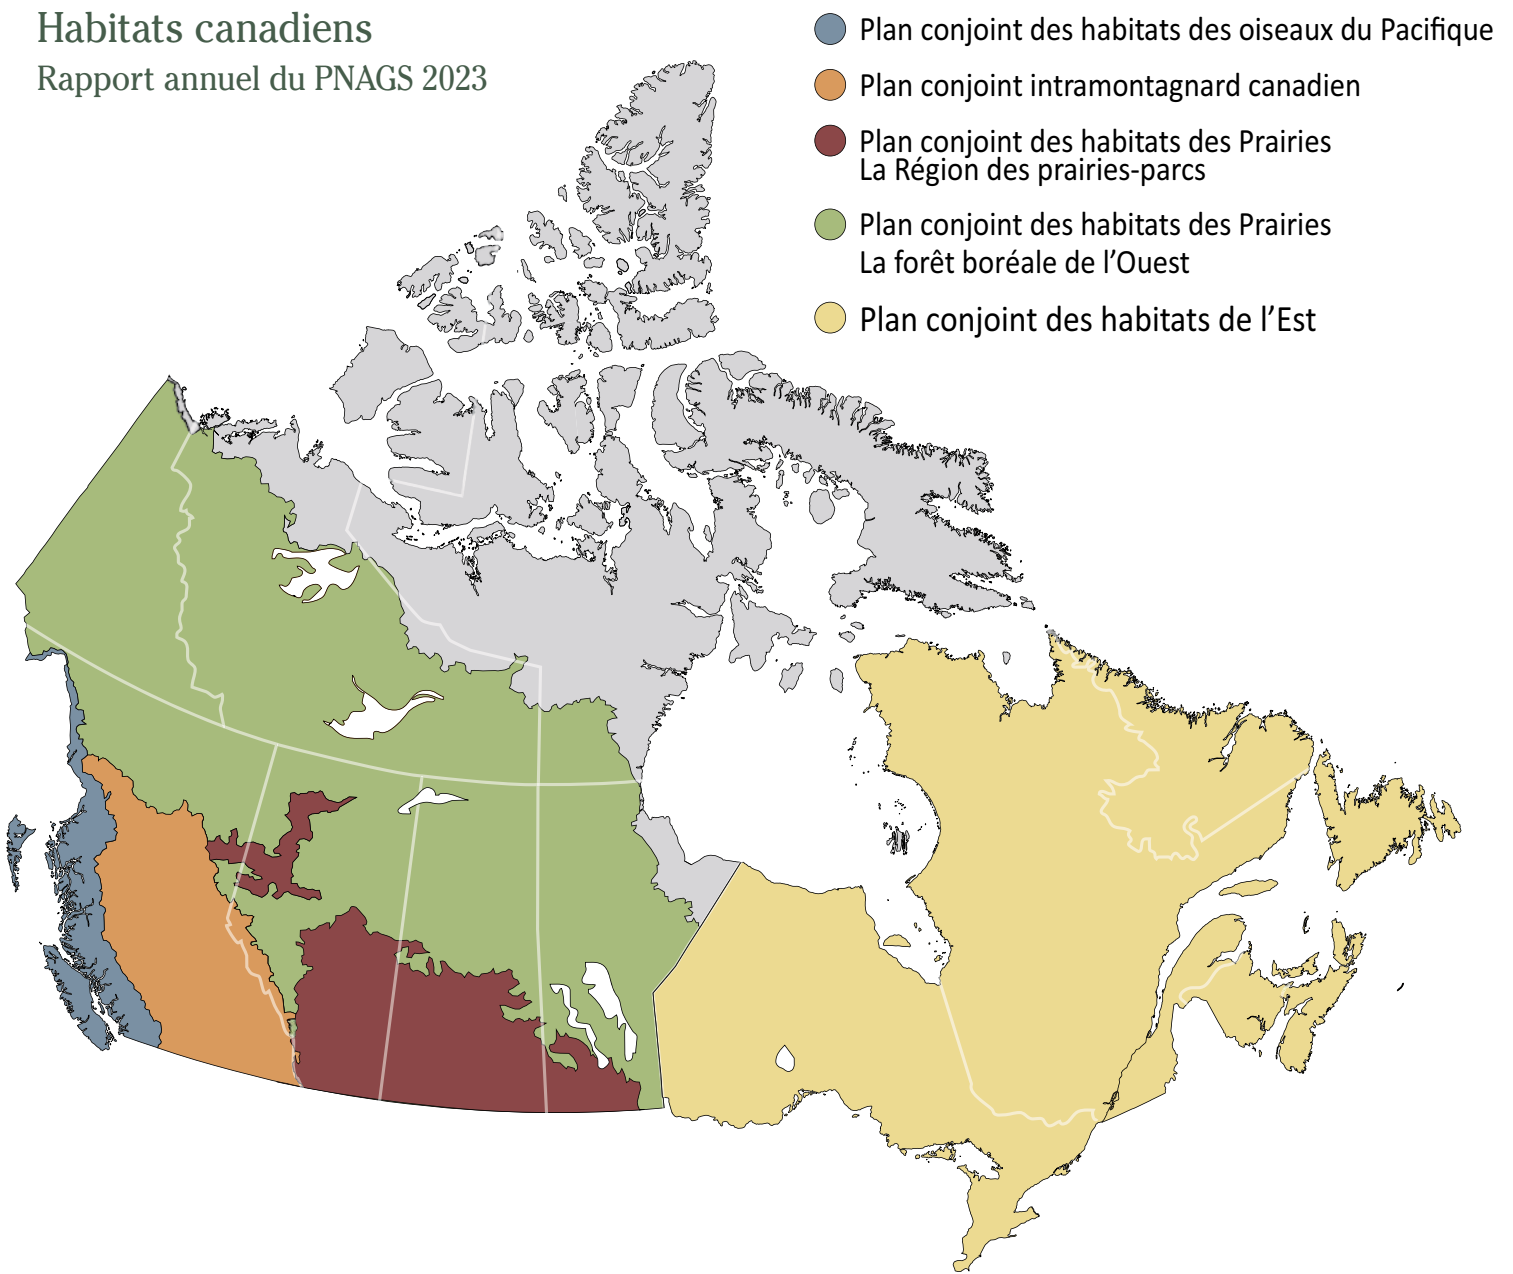 Habitats canadiens
Rapport annuel du PNAGS 2023
Plan conjoint des habitats des oiseaux du Pacifique
Plan conjoint intramontagnard canadien
Plan conjoint des habitats des Prairies
La Région des prairies-parcs
Plan conjoint des habitats des Prairies
La forêt boréale de l’Ouest
Plan conjoint des habitats de l’Est